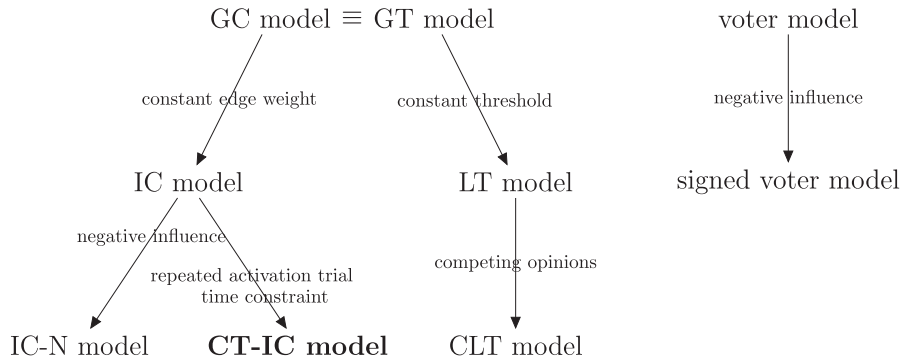 GC model ≡ GT model
voter model
constant edge weight
constant threshold
negative influence
IC model
LT model
signed voter model
negative influence
repeated activation trial
time constraint
competing opinions
IC-N model
CT-IC model
CLT model